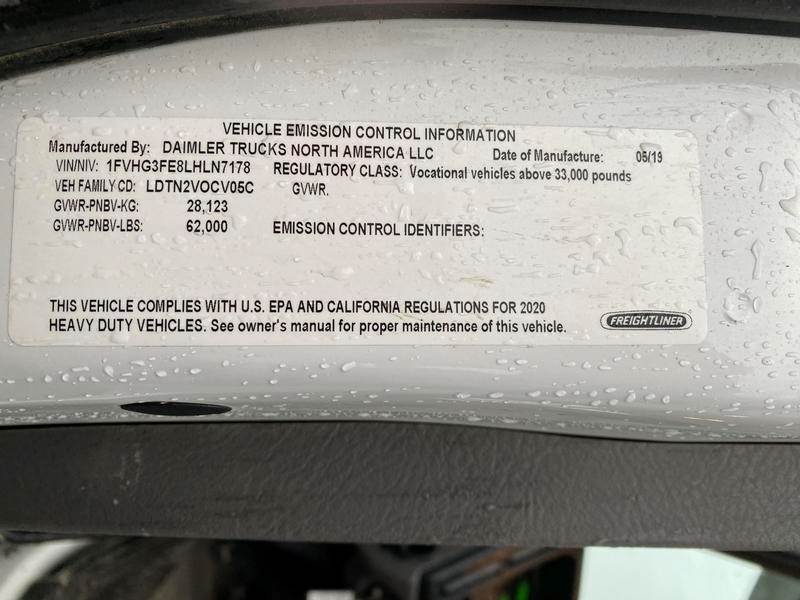 VEHICLE EMISSION CONTROL INFORMATION
Manufactured By: DAIMLER TRUCKS NORTH AMERICA LLC Date of Manufacture: 05/19
VIN/NIV: 1FVHG3FE8LHLN7178 REGULATORY CLASS: Vocational vehicles above 33,000 pounds
VEH FAMILY CD: LDTN2VOCV05C GVWR.
GVWR-PNBV-KG: 28,123
GVWR-PNBV-LBS: 62,000 EMISSION CONTROL IDENTIFIERS:
THIS VEHICLE COMPLIES WITH U.S. EPA AND CALIFORNIA REGULATIONS FOR 2020
HEAVY DUTY VEHICLES. See owner's manual for proper maintenance of this vehicle.
FREIGHTLINER